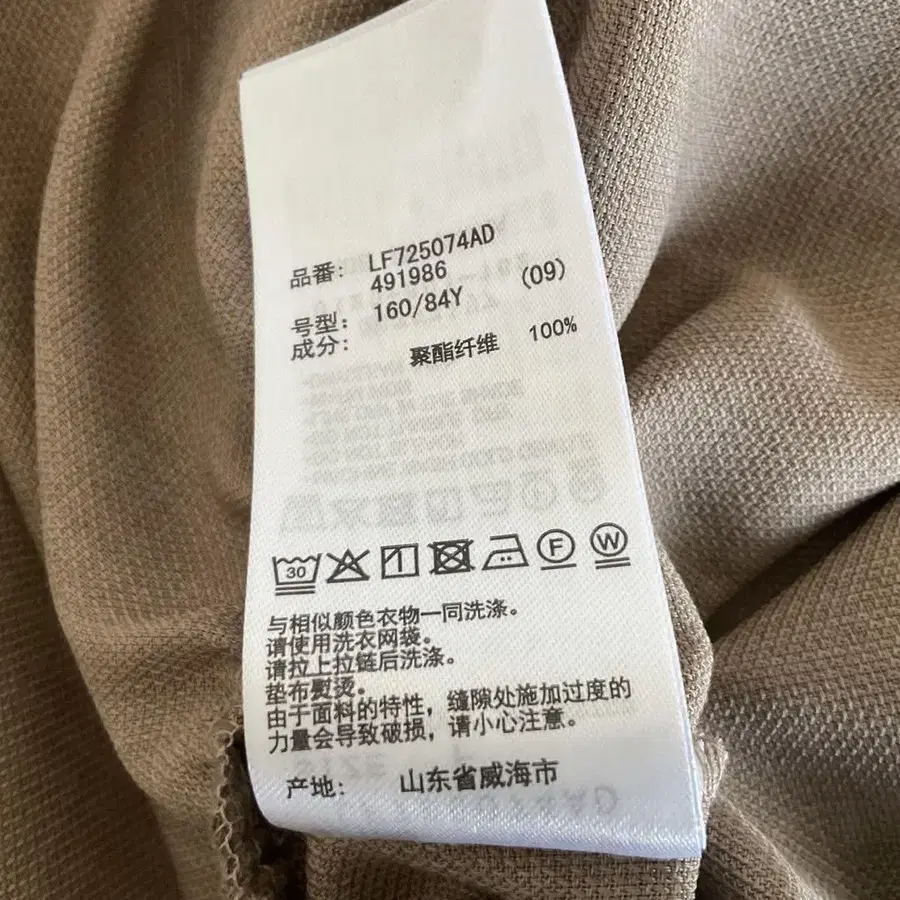 品番: LF725074AD
491986 (09)
号型: 160/84Y
成分: 聚酯纤维 100%
30 F W
与相似颜色衣物一同洗涤。
请使用洗衣网袋。
请拉上拉链后洗涤。
垫布熨烫。
由于面料的特性，缝隙处施加过度的
力量会导致破损，请小心注意。
产地: 山东省威海市